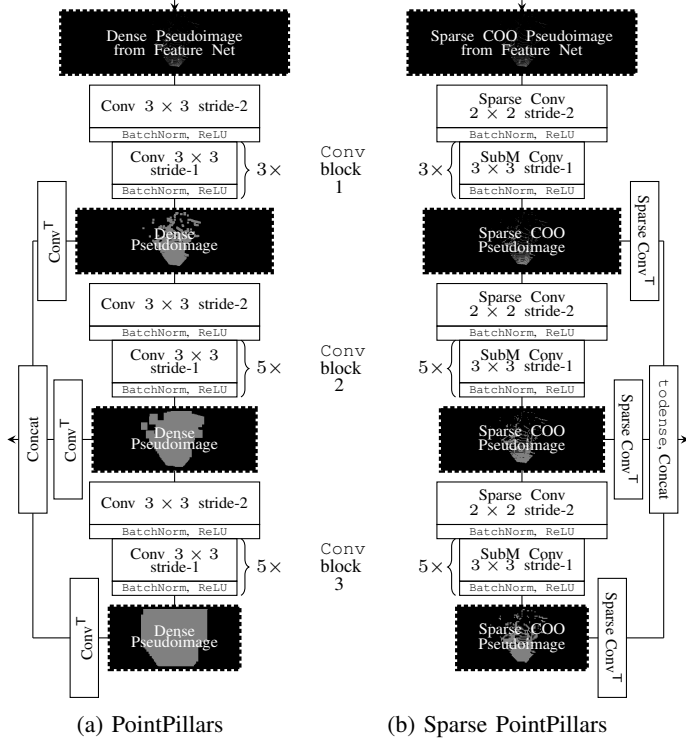 Dense Pseudoimage
from Feature Net
Conv 3 × 3 stride-2
BatchNorm, ReLU
Conv 3 × 3
stride-1
BatchNorm, ReLU
3×
Conv
block
1
Conv⊤
Dense
Pseudoimage
Conv 3 × 3 stride-2
BatchNorm, ReLU
Conv 3 × 3
stride-1
BatchNorm, ReLU
5×
Conv
block
2
Concat
Conv⊤
Dense
Pseudoimage
Conv 3 × 3 stride-2
BatchNorm, ReLU
Conv 3 × 3
stride-1
BatchNorm, ReLU
5×
Conv
block
3
Conv⊤
Dense
Pseudoimage
(a) PointPillars
Sparse COO Pseudoimage
from Feature Net
Sparse Conv
2 × 2 stride-2
BatchNorm, ReLU
3×
SubM Conv
3 × 3 stride-1
BatchNorm, ReLU
Sparse COO
Pseudoimage
Sparse Conv⊤
Sparse Conv
2 × 2 stride-2
BatchNorm, ReLU
5×
SubM Conv
3 × 3 stride-1
BatchNorm, ReLU
Sparse COO
Pseudoimage
Sparse Conv⊤
todense, Concat
Sparse Conv
2 × 2 stride-2
BatchNorm, ReLU
5×
SubM Conv
3 × 3 stride-1
BatchNorm, ReLU
Sparse COO
Pseudoimage
Sparse Conv⊤
(b) Sparse PointPillars